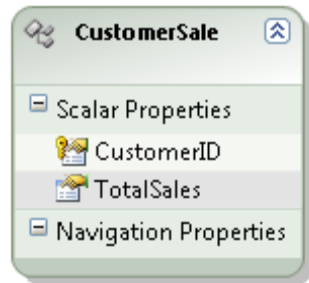 CustomerSale
Scalar Properties
CustomerID
TotalSales
Navigation Properties